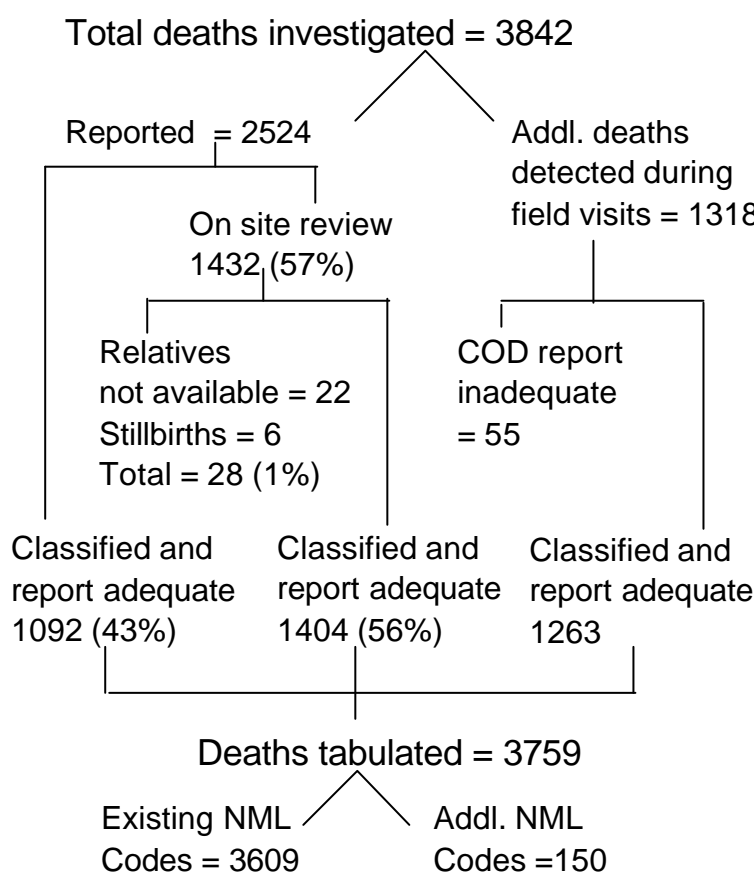 Total deaths investigated = 3842
Reported = 2524
Addl. deaths
detected during
field visits = 1318
On site review
1432 (57%)
Relatives
not available = 22
Stillbirths = 6
Total = 28 (1%)
COD report
inadequate
= 55
Classified and
report adequate
1092 (43%)
Classified and
report adequate
1404 (56%)
Classified and
report adequate
1263
Deaths tabulated = 3759
Existing NML
Codes = 3609
Addl. NML
Codes =150